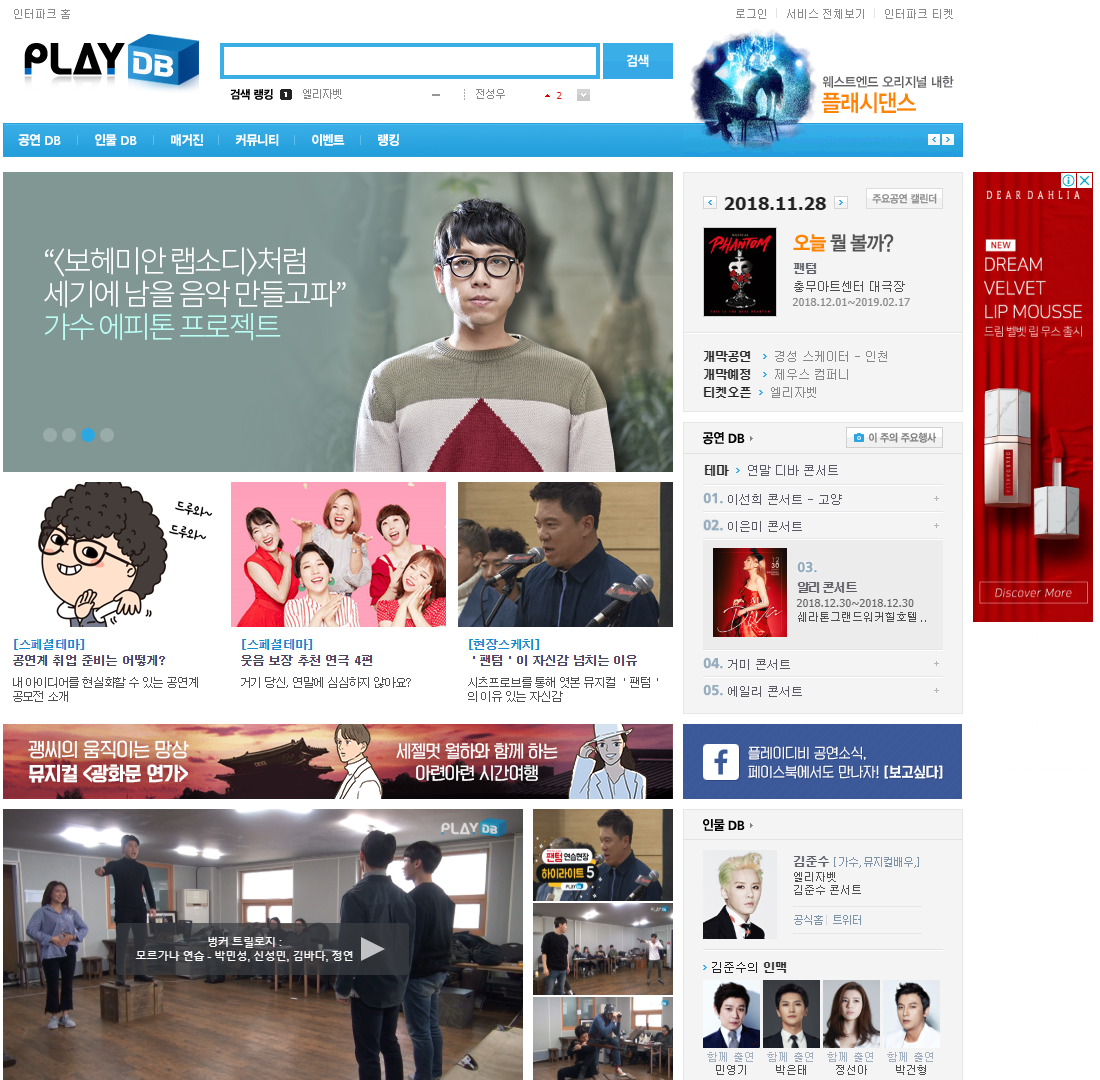 인터파크 홈
로그인 서비스 전체보기 인터파크 티켓
PLAY DB
검색
검색 랭킹 1 엘리자벳 전성우 2
웨스트엔드 오리지널 내한
플래시댄스
공연 DB 인물 DB 매거진 커뮤니티 이벤트 랭킹
“<보헤미안 랩소디>처럼
세기에 남을 음악 만들고파”
가수 에피톤 프로젝트
2018.11.28 주요공연 캘린더
PHANTOM
오늘 뭘 볼까?
팬텀
충무아트센터 대극장
2018.12.01~2019.02.17
개막공연 경성 스케이터 - 인천
개막예정 제우스 컴퍼니
티켓오픈 엘리자벳
공연 DB 이 주의 주요행사
테마 연말 디바 콘서트
01. 이선희 콘서트 - 고양 +
02. 이은미 콘서트 +
12
30
Diva
03.
알리 콘서트
2018.12.30~2018.12.30
쉐라톤그랜드워커힐호텔 ..
04. 거미 콘서트 +
05. 에일리 콘서트 +
DEAR DAHLIA
NEW
DREAM
VELVET
LIP MOUSSE
드림 벨벳 립 무스 출시
Discover More
드루와~
드루와~
[스페셜테마]
공연계 취업 준비는 어떻게?
내 아이디어를 현실화할 수 있는 공연계
공모전 소개
[스페셜테마]
웃음 보장 추천 연극 4편
거기 당신, 연말에 심심하지 않아요?
[현장스케치]
' 팬텀 ' 이 자신감 넘치는 이유
시츠프로브를 통해 엿본 뮤지컬 ' 팬텀 '
의 이유 있는 자신감
괭씨의 움직이는 망상
뮤지컬 <광화문 연가>
세젤멋 월하와 함께 하는
아련아련 시간여행
플레이디비 공연소식,
페이스북에서도 만나자! [보고싶다]
PLAY DB
벙커 트릴로지 :
모르가나 연습 - 박민성, 신성민, 김바다, 정연
팬텀 연습현장
하이라이트 5
PLAY DB
인물 DB
김준수 [가수,뮤지컬배우,]
엘리자벳
김준수 콘서트
공식홈 트위터
김준수의 인맥
함께 출연 함께 출연 함께 출연 함께 출연
민영기 박은태 정선아 박건형